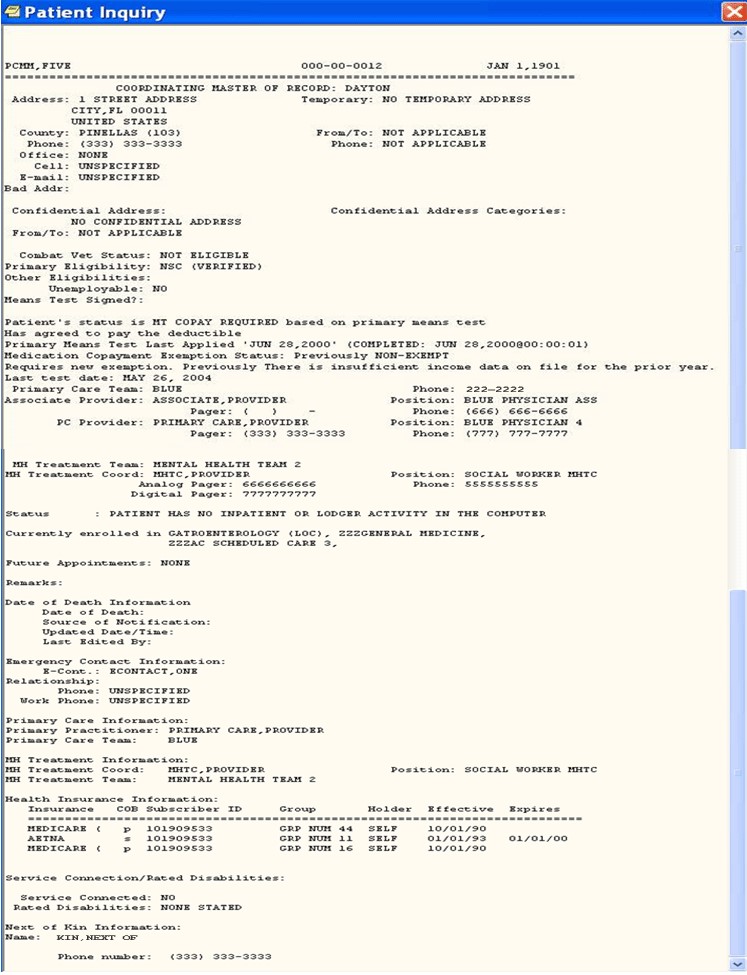 Patient Inquiry
PCMM,FIVE 000-00-0012 JAN 1,1901
COORDINATING MASTER OF RECORD: DAYTON
Address: 1 STREET ADDRESS Temporary: NO TEMPORARY ADDRESS
CITY,FL 00011
UNITED STATES
County: PINELLAS (103) From/To: NOT APPLICABLE
Phone: (333) 333-3333 Phone: NOT APPLICABLE
Office: NONE
Cell: UNSPECIFIED
E-mail: UNSPECIFIED
Bad Addr:
Confidential Address: Confidential Address Categories:
NO CONFIDENTIAL ADDRESS
From/To: NOT APPLICABLE
Combat Vet Status: NOT ELIGIBLE
Primary Eligibility: NSC (VERIFIED)
Other Eligibilities:
Unemployable: NO
Means Test Signed?:
Patient's status is MT COPAY REQUIRED based on primary means test
Has agreed to pay the deductible
Primary Means Test Last Applied 'JUN 28,2000' (COMPLETED: JUN 28,2000@00:00:01)
Medication Copayment Exemption Status: Previously NON-EXEMPT
Requires new exemption. Previously There is insufficient income data on file for the prior year.
Last test date: MAY 26, 2004
Primary Care Team: BLUE Phone: 222-2222
Associate Provider: ASSOCIATE,PROVIDER Position: BLUE PHYSICIAN ASS
Pager: ( ) - Phone: (666) 666-6666
PC Provider: PRIMARY CARE,PROVIDER Position: BLUE PHYSICIAN 4
Pager: (333) 333-3333 Phone: (777) 777-7777
MH Treatment Team: MENTAL HEALTH TEAM 2
MH Treatment Coord: MHTC,PROVIDER Position: SOCIAL WORKER MHTC
Analog Pager: 6666666666 Phone: 5555555555
Digital Pager: 7777777777
Status : PATIENT HAS NO INPATIENT OR LODGER ACTIVITY IN THE COMPUTER
Currently enrolled in GATROENTEROLOGY (LOC), ZZZGENERAL MEDICINE,
ZZZAC SCHEDULED CARE 3,
Future Appointments: NONE
Remarks:
Date of Death Information
Date of Death:
Source of Notification:
Updated Date/Time:
Last Edited By:
Emergency Contact Information:
E-Cont.: ECONTACT,ONE
Relationship:
Phone: UNSPECIFIED
Work Phone: UNSPECIFIED
Primary Care Information:
Primary Practitioner: PRIMARY CARE,PROVIDER
Primary Care Team: BLUE
MH Treatment Information:
MH Treatment Coord: MHTC,PROVIDER Position: SOCIAL WORKER MHTC
MH Treatment Team: MENTAL HEALTH TEAM 2
Health Insurance Information:
Insurance COB Subscriber ID Group Holder Effective Expires
MEDICARE ( p 101909533 GRP NUM 44 SELF 10/01/90
AETNA s 101909533 GRP NUM 11 SELF 01/01/93 01/01/00
MEDICARE ( p 101909533 GRP NUM 16 SELF 10/01/90
Service Connection/Rated Disabilities:
Service Connected: NO
Rated Disabilities: NONE STATED
Next of Kin Information:
Name: KIN,NEXT OF
Phone number: (333) 333-3333